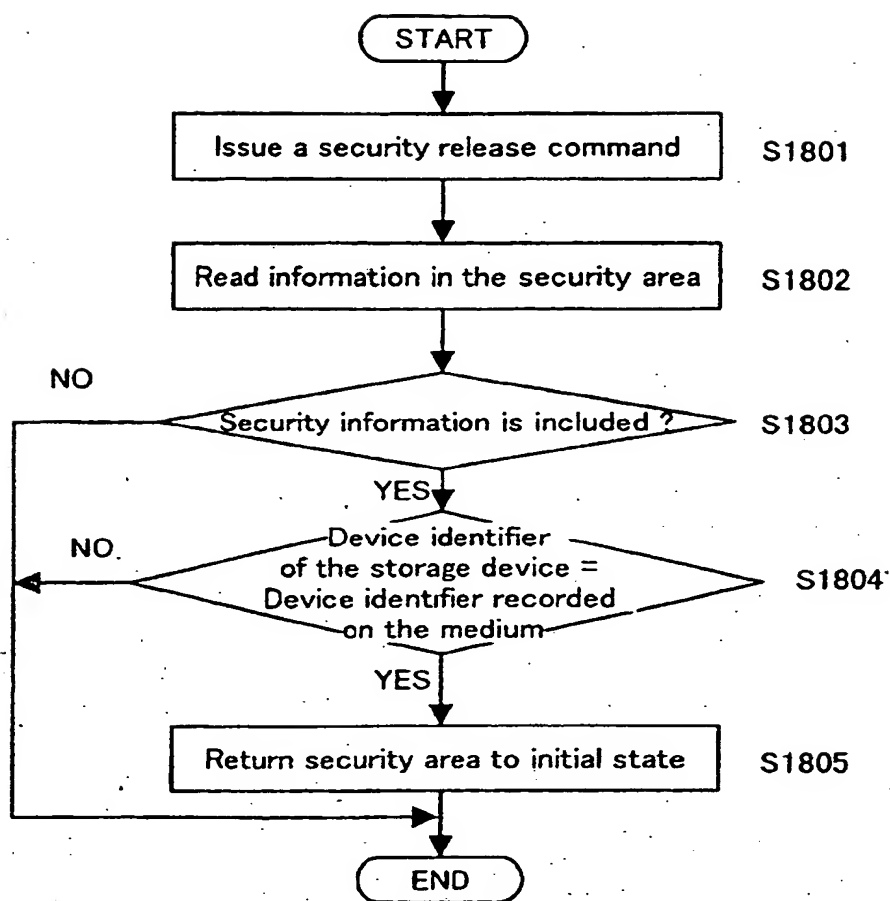 START
Issue a security release command S1801
Read information in the security area S1802
NO
Security information is included ? S1803
YES
NO.
Device identifier
of the storage device =
Device identifier recorded
on the medium
S1804
YES
Return security area to initial state S1805
END